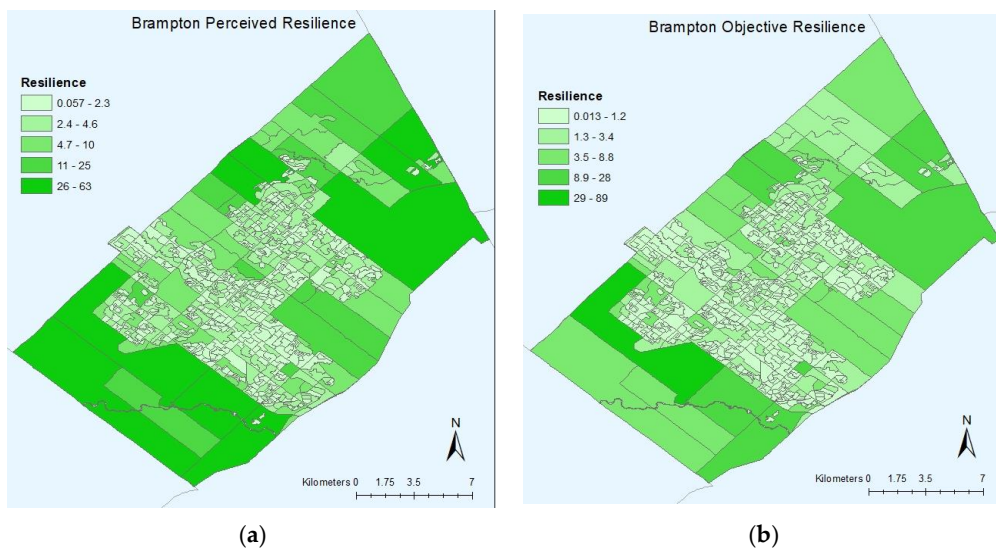 Brampton Perceived Resilience
Resilience
0.057 - 2.3
2.4 - 4.6
4.7 - 10
11 - 25
26 - 63
N
Kilometers 0 1.75 3.5 7
(a)
Brampton Objective Resilience
Resilience
0.013 - 1.2
1.3 - 3.4
3.5 - 8.8
8.9 - 28
29 - 89
N
Kilometers 0 1.75 3.5 7
(b)